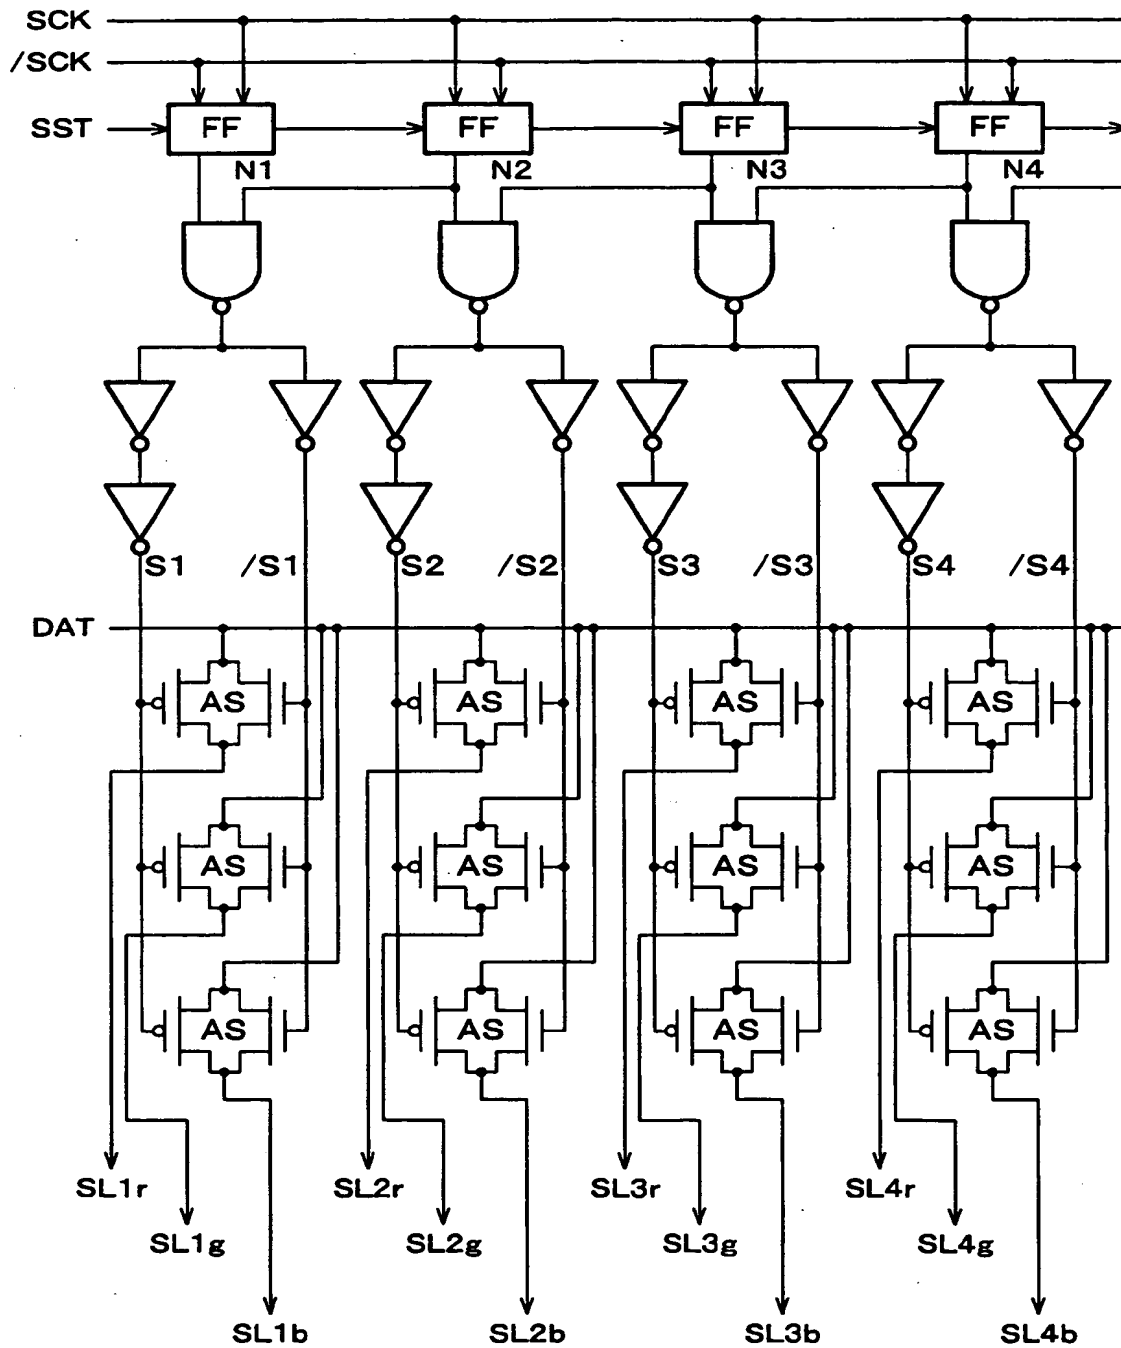 SCK
/SCK
SST
FF FF FF FF
N1 N2 N3 N4
S1 /S1 S2 /S2 S3 /S3 S4 /S4
DAT
AS AS AS AS
AS AS AS AS
AS AS AS AS
SL1r SL2r SL3r SL4r
SL1g SL2g SL3g SL4g
SL1b SL2b SL3b SL4b